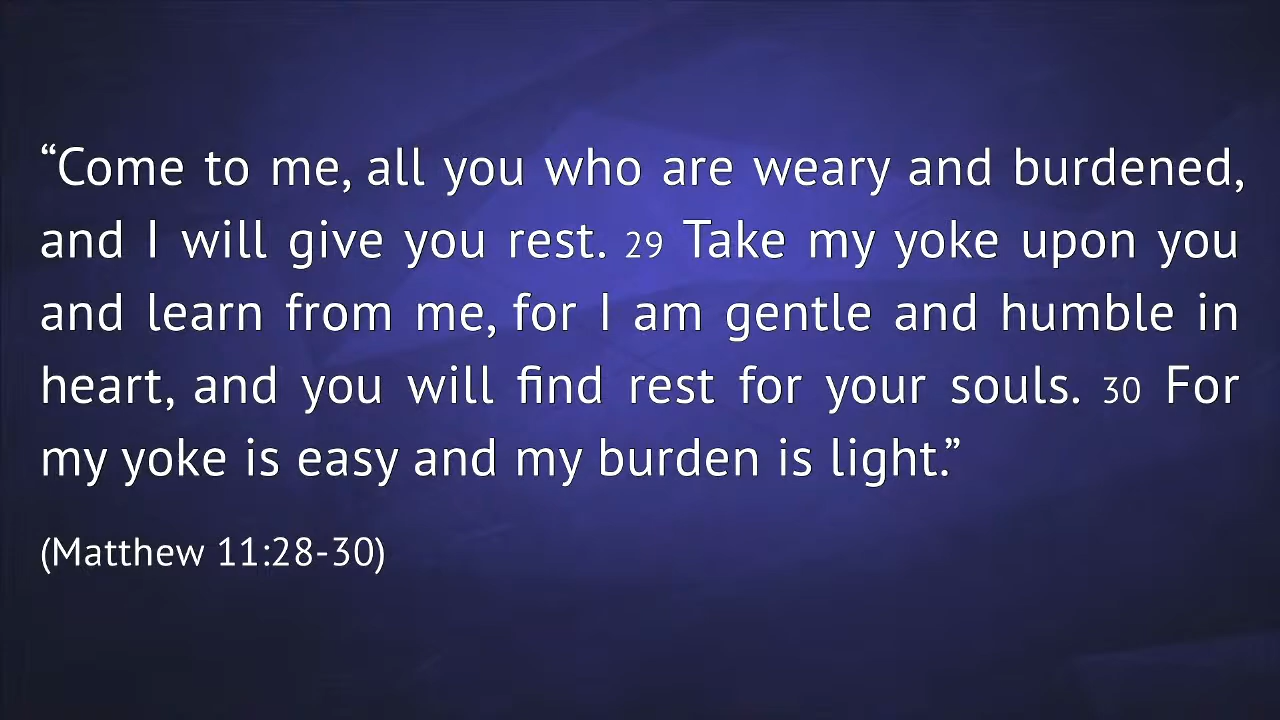 “Come to me, all you who are weary and burdened,
and I will give you rest. 29 Take my yoke upon you
and learn from me, for I am gentle and humble in
heart, and you will find rest for your souls. 30 For
my yoke is easy and my burden is light.”
(Matthew 11:28-30)